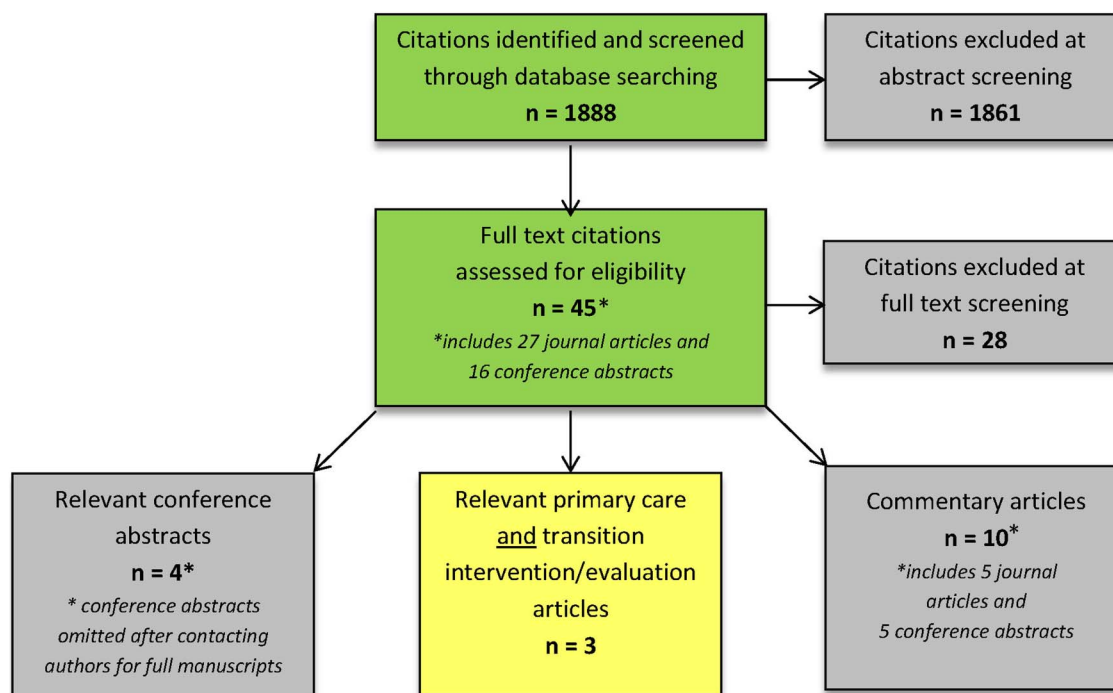 Citations identified and screened
through database searching
n = 1888
Citations excluded at
abstract screening
n = 1861
Full text citations
assessed for eligibility
n = 45*
*includes 27 journal articles and
16 conference abstracts
Citations excluded at
full text screening
n = 28
Relevant conference
abstracts
n = 4*
* conference abstracts
omitted after contacting
authors for full manuscripts
Relevant primary care
and transition
intervention/evaluation
articles
n = 3
Commentary articles
n = 10*
*includes 5 journal
articles and
5 conference abstracts